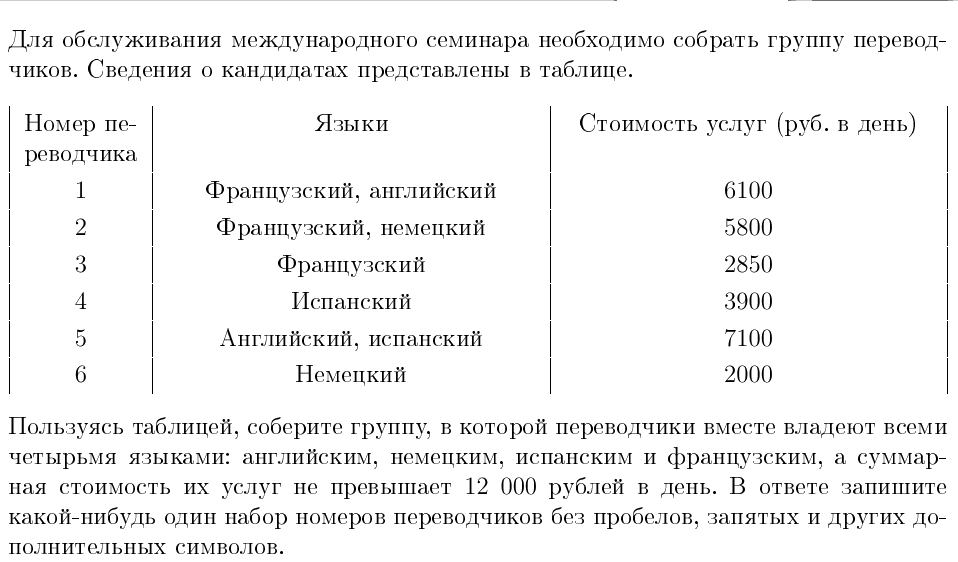 Для обслуживания международного семинара необходимо собрать группу перевод-
чиков. Сведения о кандидатах представлены в таблице.
Номер пе- Языки Стоимость услуг (руб. в день)
реводчика
1 Французский, английский 6100
2 Французский, немецкий 5800
3 Французский 2850
4 Испанский 3900
5 Английский, испанский 7100
6 Немецкий 2000
Пользуясь таблицей, соберите группу, в которой переводчики вместе владеют всеми
четырьмя языками: английским, немецким, испанским и французским, а суммар-
ная стоимость их услуг не превышает 12 000 рублей в день. В ответе запишите
какой-нибудь один набор номеров переводчиков без пробелов, запятых и других до-
полнительных символов.